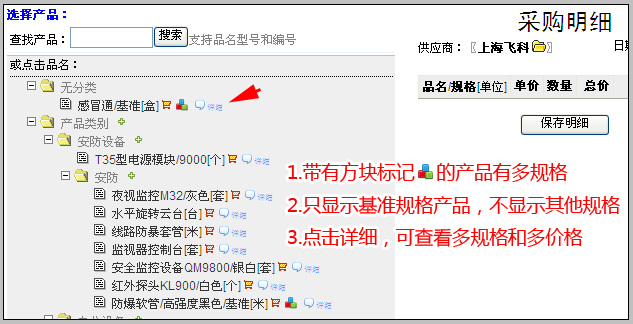 选择产品：
查找产品： 搜索 支持品名型号和编号
或点击品名：
无分类
感冒通/基准[盒] 详细
产品类别
安防设备
T35型电源模块/9000[个] 详细
安防
夜视监控M32/灰色[套] 详细
水平旋转云台[台] 详细
线路防暴套管[米] 详细
监视器控制台[套] 详细
安全监控设备QM9800/银白[套] 详细
红外探头KL900/白色[个] 详细
防爆软管/高强度黑色/基准[米] 详细
采购明细
供应商：〖上海飞科〗 日
品名/规格[单位] 单价 数量 总价
保存明细
1.带有方块标记的产品有多规格
2.只显示基准规格产品，不显示其他规格
3.点击详细，可查看多规格和多价格